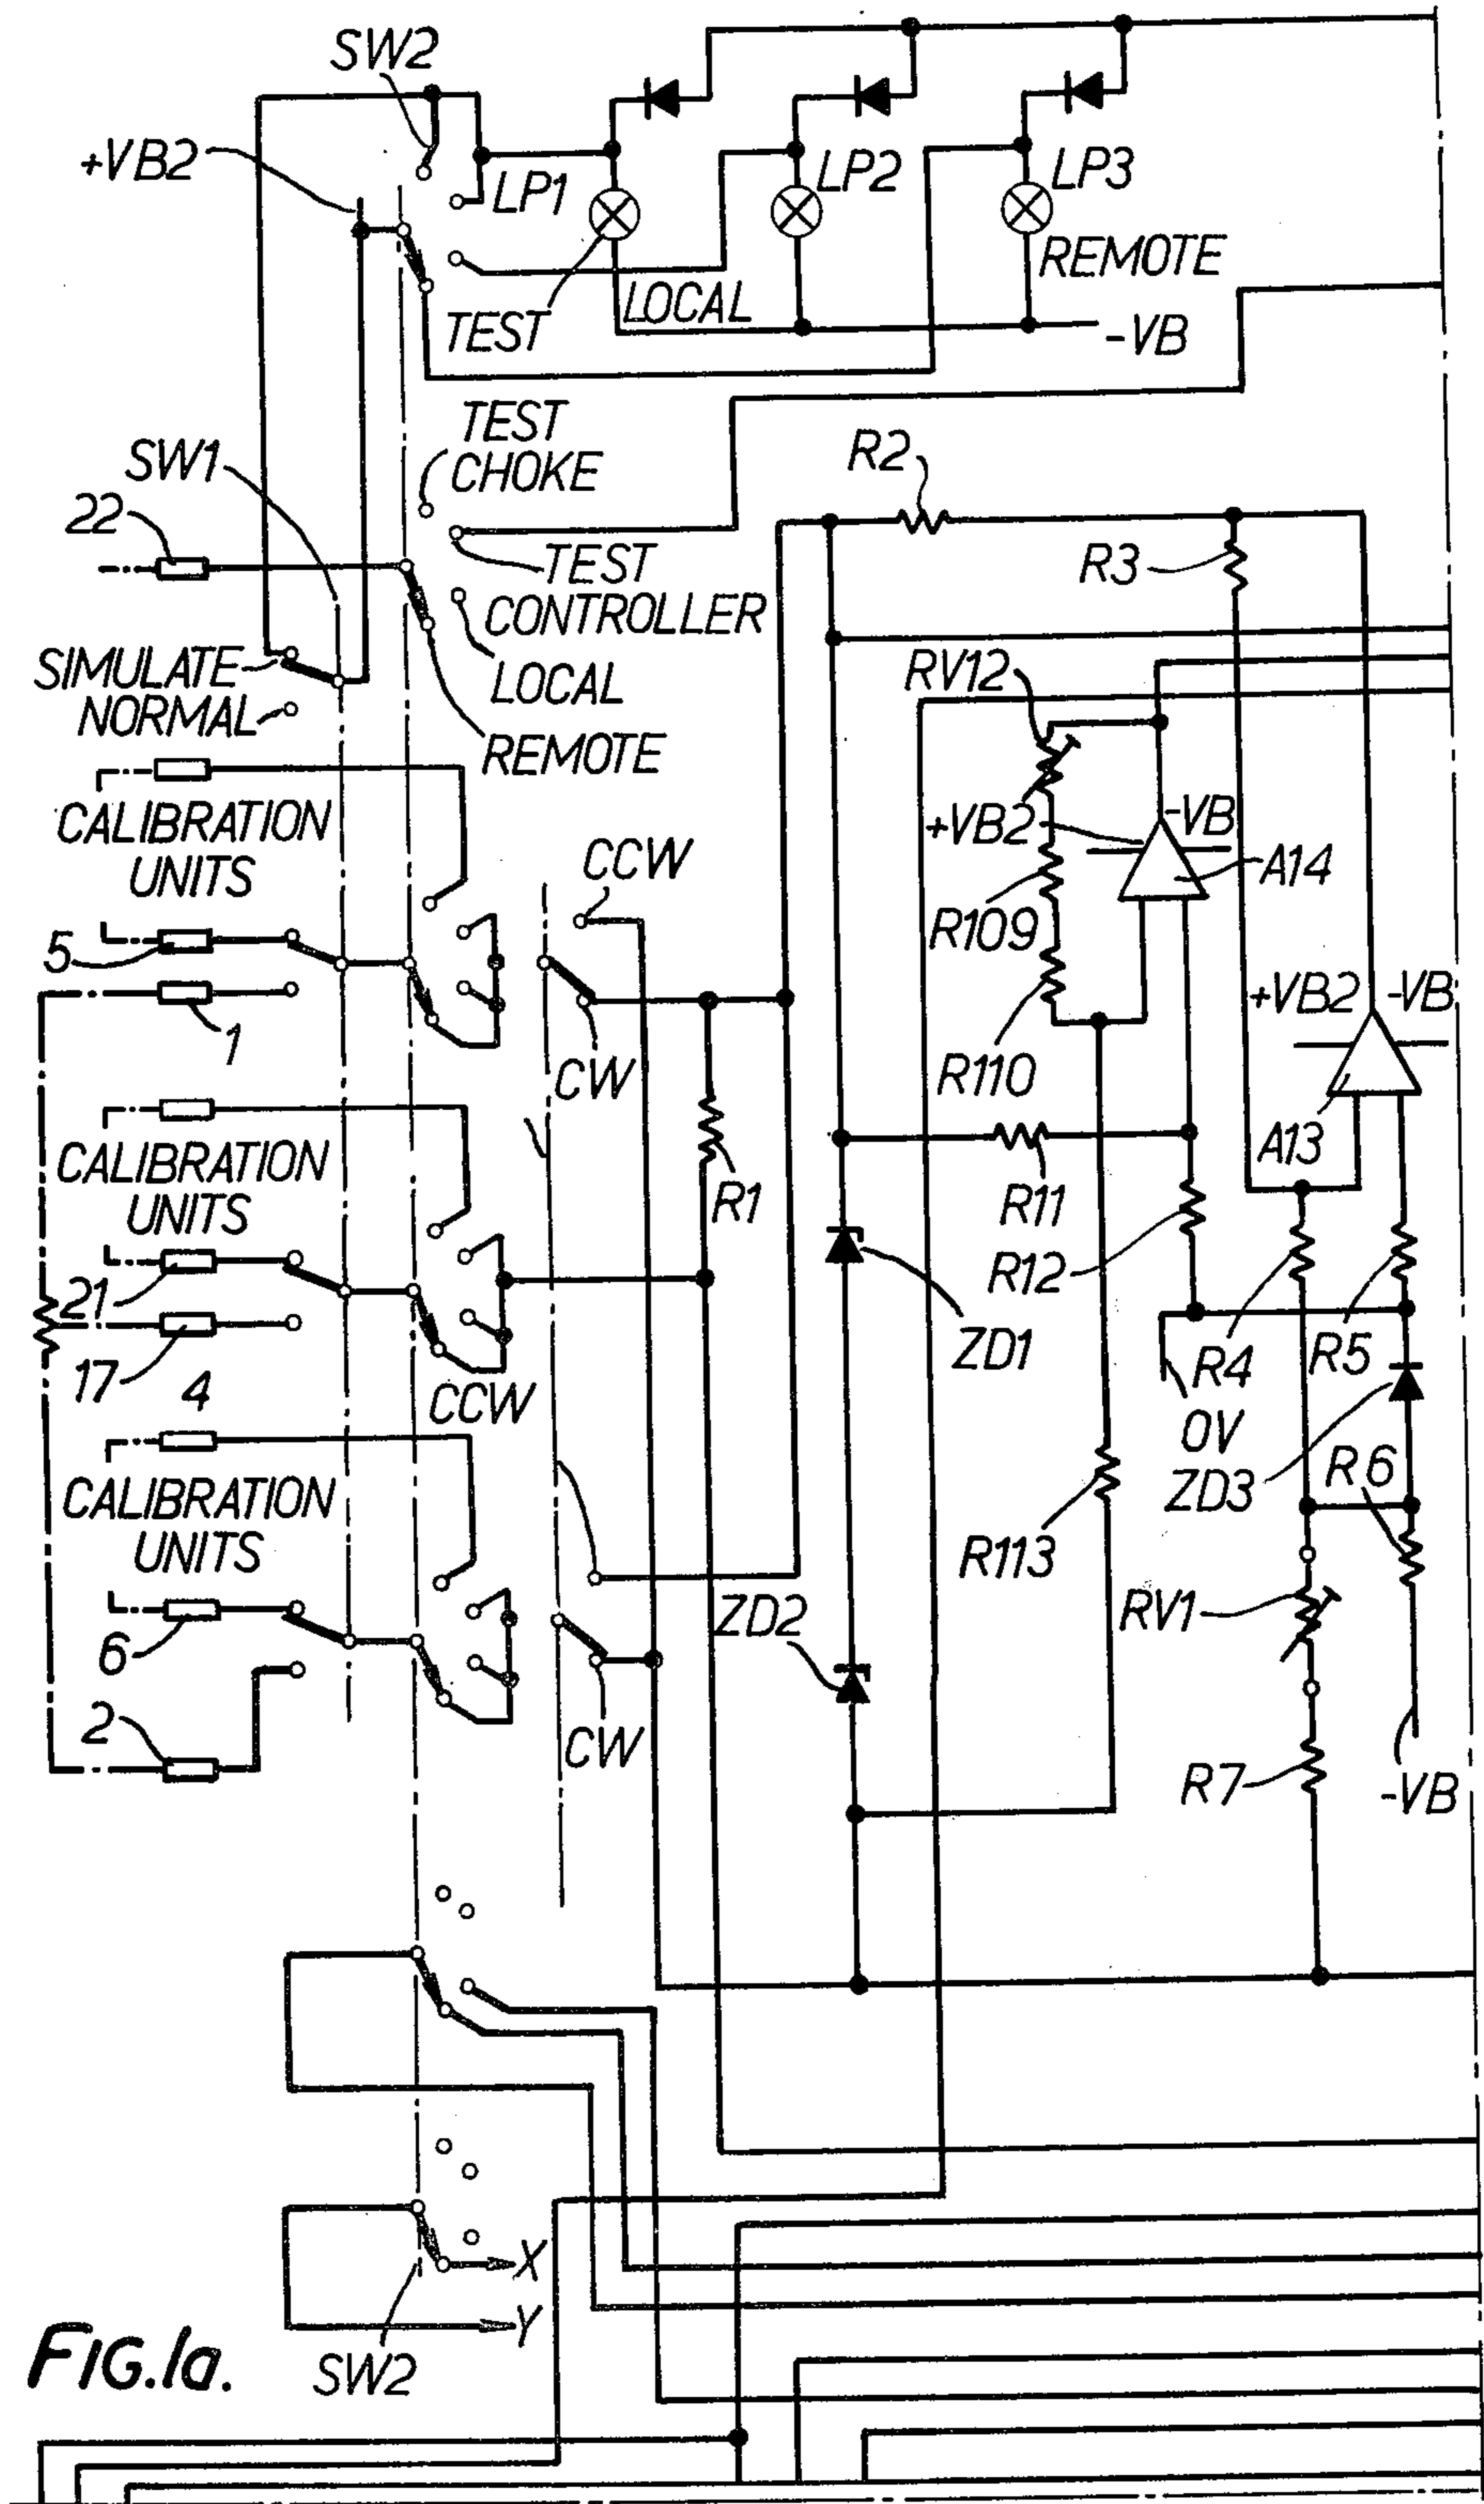 SW2
+VB2
LP1
LP2
LP3
REMOTE
TEST
LOCAL
-VB
TEST
CHOKE
SW1
R2
22
TEST
CONTROLLER
R3
SIMULATE
NORMAL
LOCAL
RV12
REMOTE
CALIBRATION
UNITS
+VB2
-VB
CCW
A14
5
R109
1
+VB2
-VB
CW
R110
A13
CALIBRATION
UNITS
R1
R11
R12
21
ZD1
17
4
CCW
R4
R5
0V
CALIBRATION
UNITS
ZD3
R6
R113
6
ZD2
RV1
2
CW
R7
-VB
X
Y
FIG.1a.
SW2